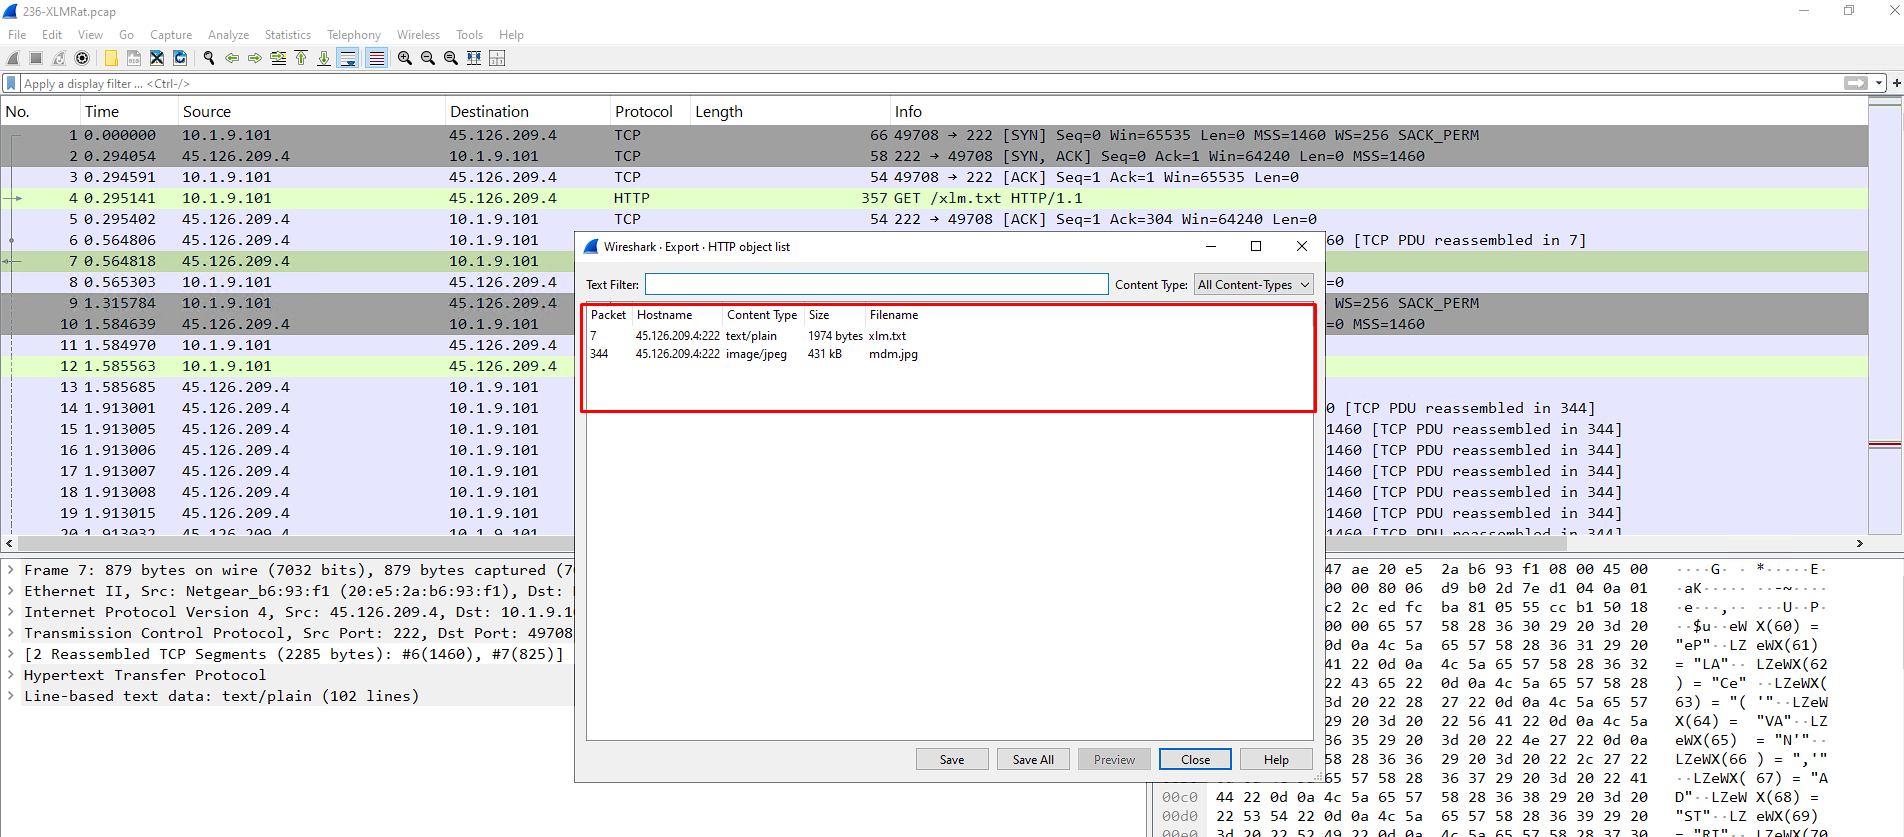 236-XLMRat.pcap
File Edit View Go Capture Analyze Statistics Telephony Wireless Tools Help
Apply a display filter ... <Ctrl-/>
No. Time Source Destination Protocol Length Info
1 0.000000 10.1.9.101 45.126.209.4 TCP 66 49708 → 222 [SYN] Seq=0 Win=65535 Len=0 MSS=1460 WS=256 SACK_PERM
2 0.294054 45.126.209.4 10.1.9.101 TCP 58 222 → 49708 [SYN, ACK] Seq=0 Ack=1 Win=64240 Len=0 MSS=1460
3 0.294591 10.1.9.101 45.126.209.4 TCP 54 49708 → 222 [ACK] Seq=1 Ack=1 Win=65535 Len=0
4 0.295141 10.1.9.101 45.126.209.4 HTTP 357 GET /xlm.txt HTTP/1.1
5 0.295402 45.126.209.4 10.1.9.101 TCP 54 222 → 49708 [ACK] Seq=1 Ack=304 Win=64240 Len=0
6 0.564806 45.126.209.4 10.1.9.101 60 [TCP PDU reassembled in 7]
7 0.564818 45.126.209.4 10.1.9.101
8 0.565303 10.1.9.101 45.126.209.4 =0
9 1.315784 10.1.9.101 45.126.209.4 WS=256 SACK_PERM
10 1.584639 45.126.209.4 10.1.9.101 =0 MSS=1460
11 1.584970 10.1.9.101 45.126.209.4
12 1.585563 10.1.9.101 45.126.209.4
13 1.585685 45.126.209.4 10.1.9.101
14 1.913001 45.126.209.4 10.1.9.101 0 [TCP PDU reassembled in 344]
15 1.913005 45.126.209.4 10.1.9.101 1460 [TCP PDU reassembled in 344]
16 1.913006 45.126.209.4 10.1.9.101 1460 [TCP PDU reassembled in 344]
17 1.913007 45.126.209.4 10.1.9.101 1460 [TCP PDU reassembled in 344]
18 1.913008 45.126.209.4 10.1.9.101 1460 [TCP PDU reassembled in 344]
19 1.913015 45.126.209.4 10.1.9.101 1460 [TCP PDU reassembled in 344]
20 1.913032 45.126.209.4 10.1.9.101 1460 [TCP PDU reassembled in 344]
Wireshark · Export · HTTP object list
Text Filter: Content Type: All Content-Types
Packet Hostname Content Type Size Filename
7 45.126.209.4:222 text/plain 1974 bytes xlm.txt
344 45.126.209.4:222 image/jpeg 431 kB mdm.jpg
Save Save All Preview Close Help
Frame 7: 879 bytes on wire (7032 bits), 879 bytes captured (70
Ethernet II, Src: Netgear_b6:93:f1 (20:e5:2a:b6:93:f1), Dst:
Internet Protocol Version 4, Src: 45.126.209.4, Dst: 10.1.9.10
Transmission Control Protocol, Src Port: 222, Dst Port: 49708
[2 Reassembled TCP Segments (2285 bytes): #6(1460), #7(825)]
Hypertext Transfer Protocol
Line-based text data: text/plain (102 lines)
47 ae 20 e5 2a b6 93 f1 08 00 45 00 ····G· · *·····E·
00 00 80 06 d9 b0 2d 7e d1 04 0a 01 ·aK····· ··-~····
c2 2c ed fc ba 81 05 55 cc b1 50 18 ·e···,·· ···U··P·
00 00 65 57 58 28 36 30 29 20 3d 20 ··$u··eW X(60) =
0d 0a 4c 5a 65 57 58 28 36 31 29 20 "eP"··LZ eWX(61)
41 22 0d 0a 4c 5a 65 57 58 28 36 32 = "LA"·· LZeWX(62
22 43 65 22 0d 0a 4c 5a 65 57 58 28 ) = "Ce" ··LZeWX(
3d 20 22 28 27 22 0d 0a 4c 5a 65 57 63) = "( '"··LZeW
29 20 3d 20 22 56 41 22 0d 0a 4c 5a X(64) = "VA"··LZ
36 35 29 20 3d 20 22 4e 27 22 0d 0a eWX(65) = "N'"··
58 28 36 36 29 20 3d 20 22 2c 27 22 LZeWX(66 ) = ",'"
65 57 58 28 36 37 29 20 3d 20 22 41 ··LZeWX( 67) = "A
00c0 44 22 0d 0a 4c 5a 65 57 58 28 36 38 29 20 3d 20 D"··LZeW X(68) =
00d0 22 53 54 22 0d 0a 4c 5a 65 57 58 28 36 39 29 20 "ST"··LZ eWX(69)
00e0 3d 20 22 52 49 22 0d 0a 4c 5a 65 57 58 28 37 30 = "RI"·· LZeWX(70